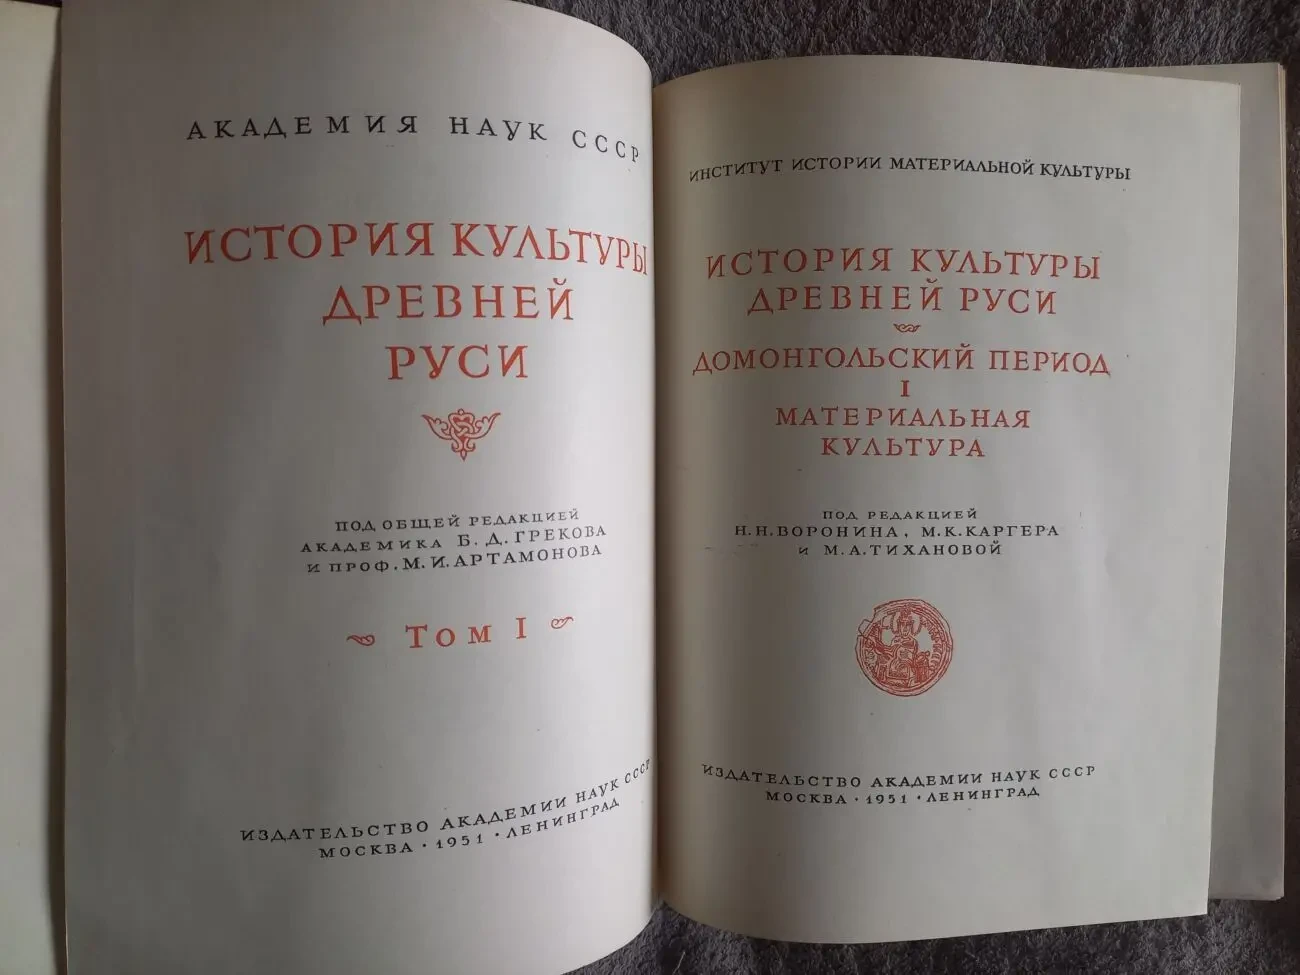 АКАДЕМИЯ НАУК СССР
ИСТОРИЯ КУЛЬТУРЫ
ДРЕВНЕЙ
РУСИ
ПОД ОБЩЕЙ РЕДАКЦИЕЙ
АКАДЕМИКА Б. Д. ГРЕКОВА
И ПРОФ. М. И. АРТАМОНОВА
ТОМ I
ИЗДАТЕЛЬСТВО АКАДЕМИИ НАУК СССР
МОСКВА · 1951 · ЛЕНИНГРАД
ИНСТИТУТ ИСТОРИИ МАТЕРИАЛЬНОЙ КУЛЬТУРЫ
ИСТОРИЯ КУЛЬТУРЫ
ДРЕВНЕЙ РУСИ
ДОМОНГОЛЬСКИЙ ПЕРИОД
I
МАТЕРИАЛЬНАЯ
КУЛЬТУРА
ПОД РЕДАКЦИЕЙ
Н. Н. ВОРОНИНА, М. К. КАРГЕРА
И М. А. ТИХАНОВОЙ
ИЗДАТЕЛЬСТВО АКАДЕМИИ НАУК СССР
МОСКВА · 1951 · ЛЕНИНГРАД